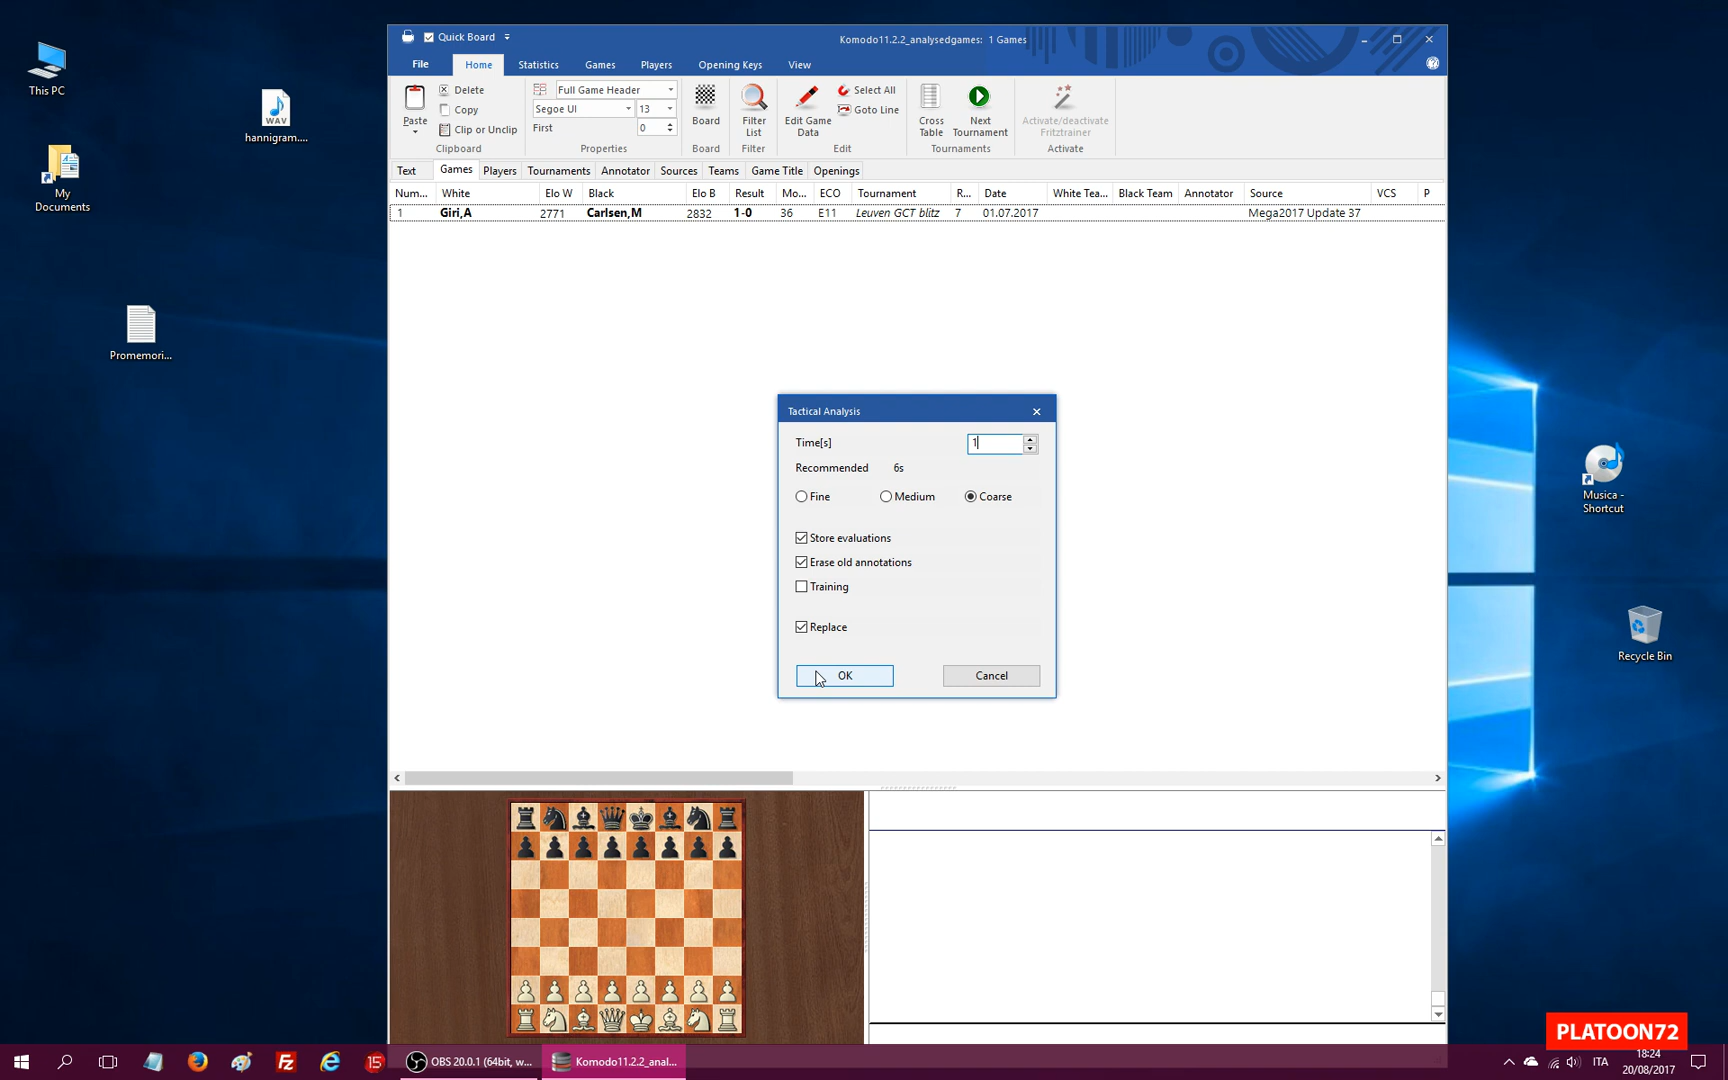 This PC
hannigram....
My Documents
Promemori...
Musica - Shortcut
Recycle Bin
Quick Board
Komodo11.2.2_analysedgames: 1 Games
File Home Statistics Games Players Opening Keys View
Paste
Delete
Copy
Clip or Unclip
Clipboard
Full Game Header
Segoe UI 13
First 0
Properties
Board
Board
Filter List
Filter
Edit Game Data
Select All
Goto Line
Edit
Cross Table
Next Tournament
Tournaments
Activate/deactivate Fritztrainer
Activate
Text Games Players Tournaments Annotator Sources Teams Game Title Openings
Num... White Elo W Black Elo B Result Mo... ECO Tournament R... Date White Tea... Black Team Annotator Source VCS P
1 Giri,A 2771 Carlsen,M 2832 1-0 36 E11 Leuven GCT blitz 7 01.07.2017 Mega2017 Update 37
Tactical Analysis
Time[s] 1
Recommended 6s
Fine Medium Coarse
Store evaluations
Erase old annotations
Training
Replace
OK Cancel
PLATOON72
15
OBS 20.0.1 (64bit, w...
Komodo11.2.2_anal...
ITA
18:24
20/08/2017
WAV